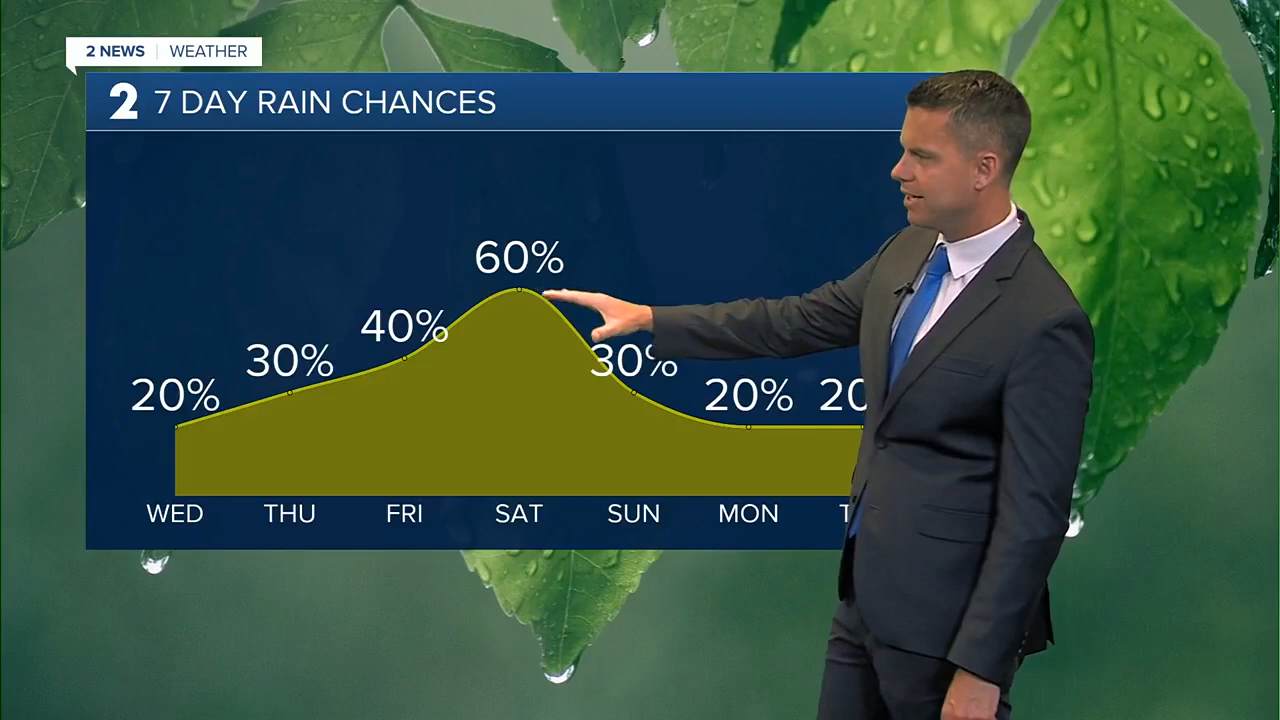 2 NEWS | WEATHER
2 7 DAY RAIN CHANCES
60%
40%
30% 30%
20% 20% 20
WED THU FRI SAT SUN MON T